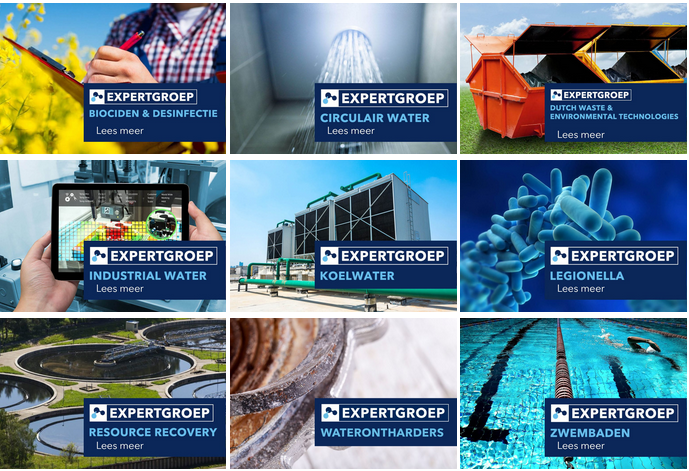 EXPERTGROEP
BIOCIDEN & DESINFECTIE
Lees meer
EXPERTGROEP
CIRCULAIR WATER
Lees meer
EXPERTGROEP
DUTCH WASTE &
ENVIRONMENTAL TECHNOLOGIES
Lees meer
EXPERTGROEP
INDUSTRIAL WATER
Lees meer
EXPERTGROEP
KOELWATER
Lees meer
EXPERTGROEP
LEGIONELLA
Lees meer
EXPERTGROEP
RESOURCE RECOVERY
Lees meer
EXPERTGROEP
WATERONTHARDERS
Lees meer
EXPERTGROEP
ZWEMBADEN
Lees meer